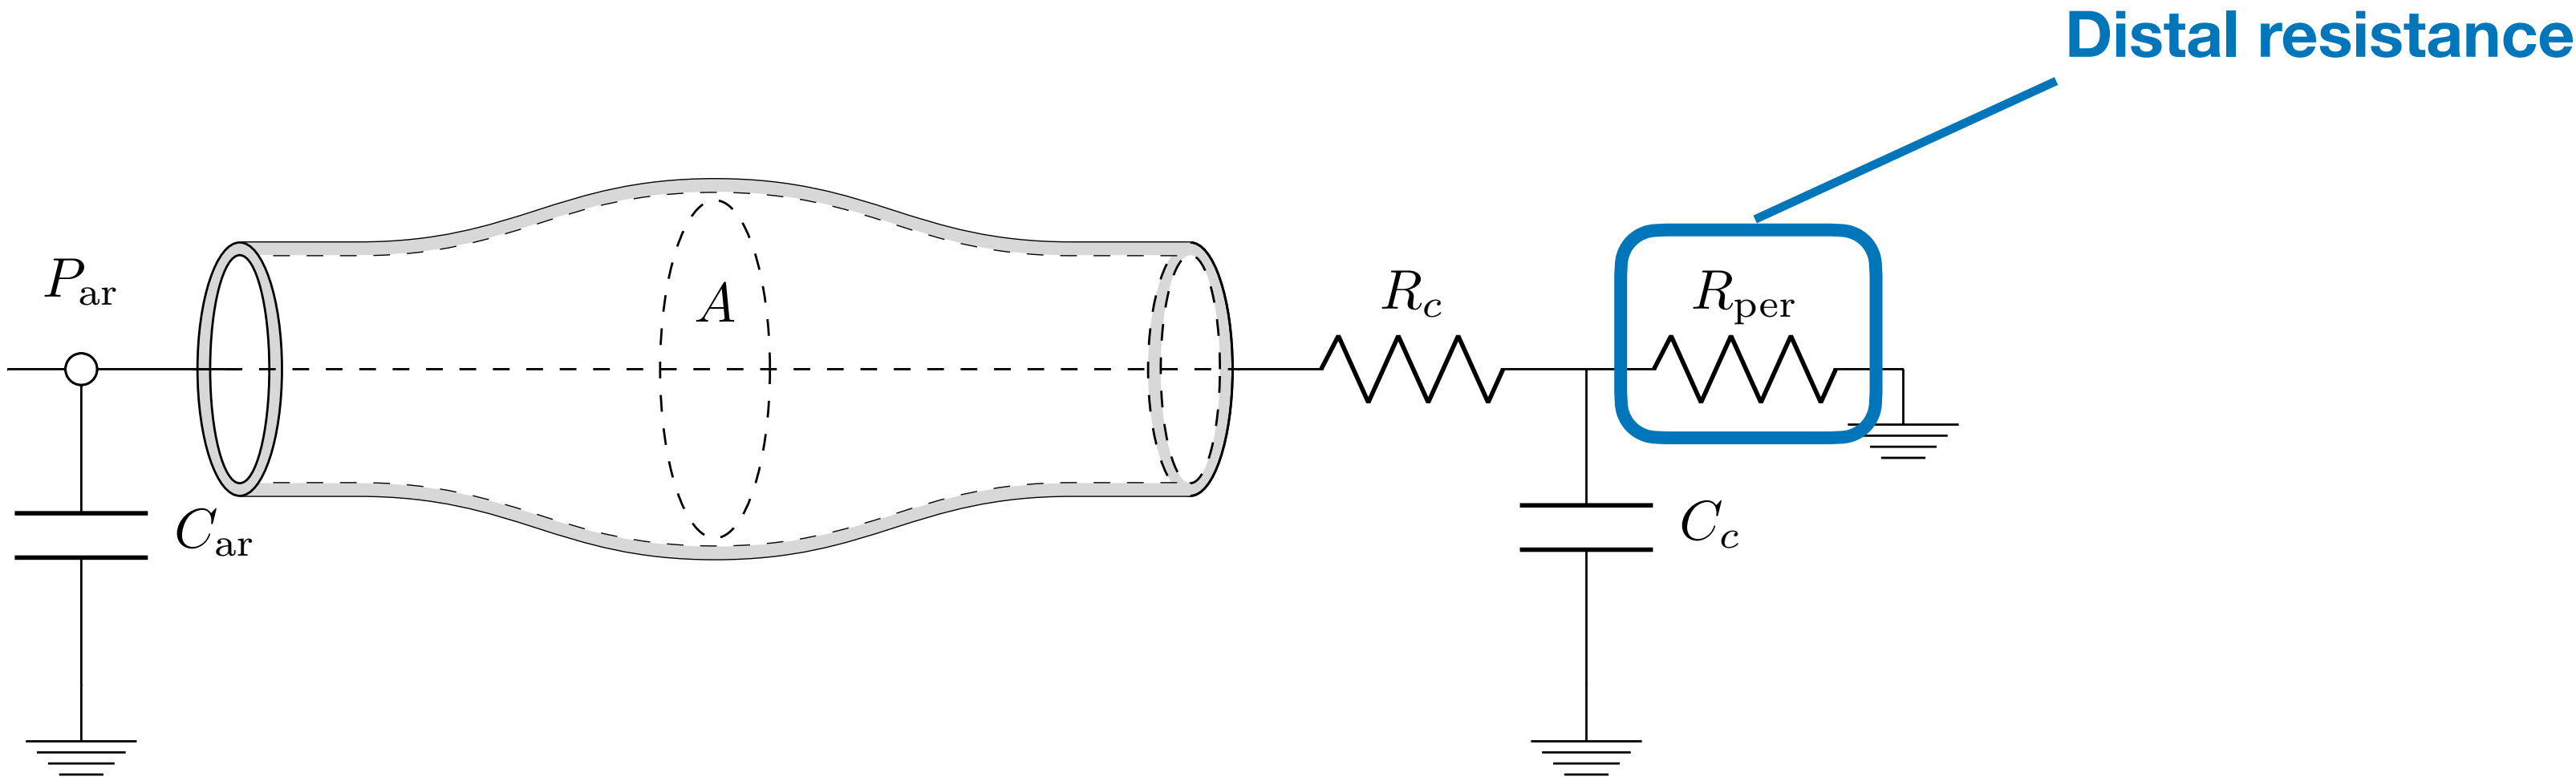 Distal resistance
P_ar
A
R_c
R_per
C_ar
C_c